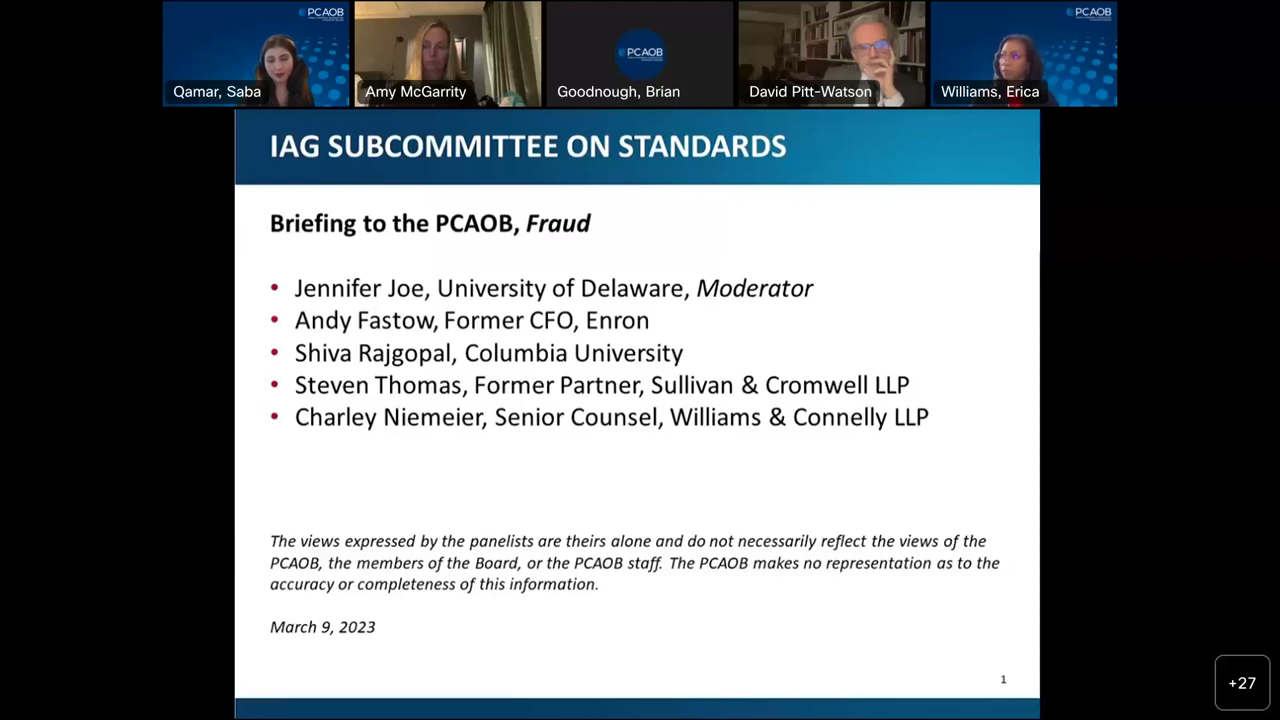 PCAOB
PCAOB
PCAOB
Qamar, Saba
Amy McGarrity
Goodnough, Brian
David Pitt-Watson
Williams, Erica
IAG SUBCOMMITTEE ON STANDARDS
Briefing to the PCAOB, Fraud
• Jennifer Joe, University of Delaware, Moderator
• Andy Fastow, Former CFO, Enron
• Shiva Rajgopal, Columbia University
• Steven Thomas, Former Partner, Sullivan & Cromwell LLP
• Charley Niemeier, Senior Counsel, Williams & Connelly LLP
The views expressed by the panelists are theirs alone and do not necessarily reflect the views of the
PCAOB, the members of the Board, or the PCAOB staff. The PCAOB makes no representation as to the
accuracy or completeness of this information.
March 9, 2023
1
+27